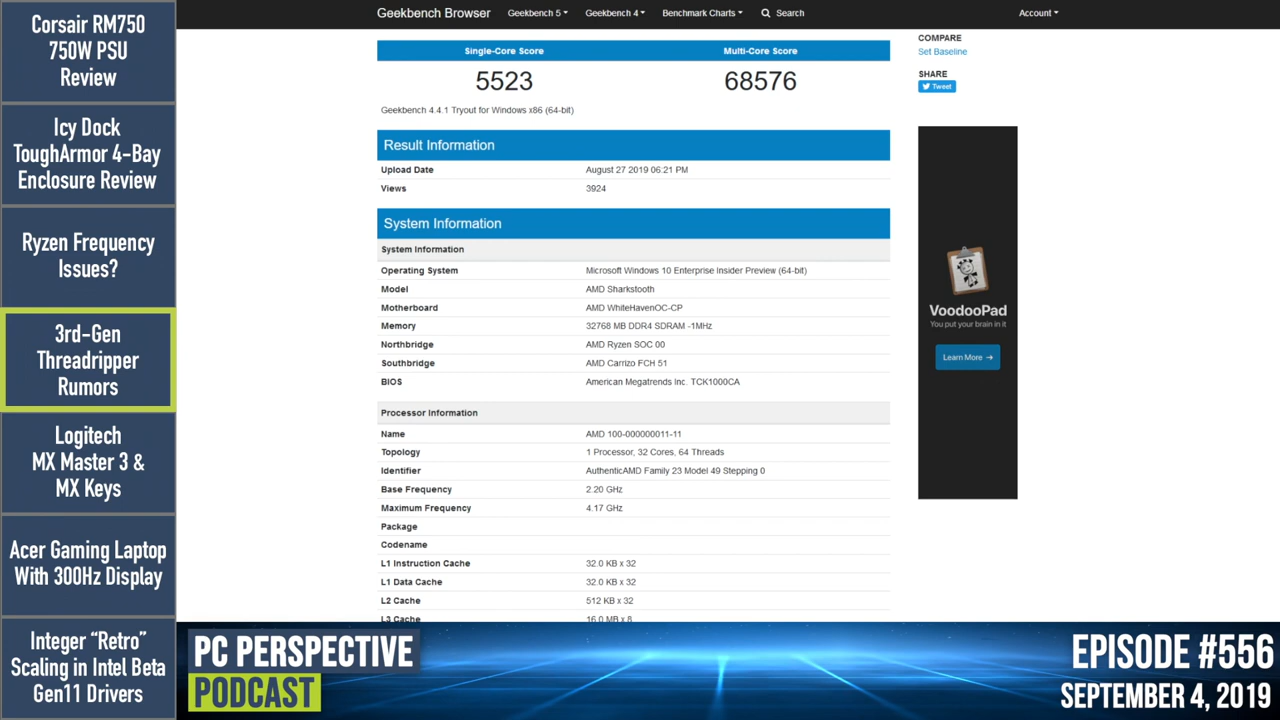 Corsair RM750
750W PSU
Review
Icy Dock
ToughArmor 4-Bay
Enclosure Review
Ryzen Frequency
Issues?
3rd-Gen
Threadripper
Rumors
Logitech
MX Master 3 &
MX Keys
Acer Gaming Laptop
With 300Hz Display
Integer “Retro”
Scaling in Intel Beta
Gen11 Drivers
Geekbench Browser Geekbench 5 Geekbench 4 Benchmark Charts Search Account
Single-Core Score Multi-Core Score
5523 68576
Geekbench 4.4.1 Tryout for Windows x86 (64-bit)
Result Information
Upload Date August 27 2019 06:21 PM
Views 3924
System Information
System Information
Operating System Microsoft Windows 10 Enterprise Insider Preview (64-bit)
Model AMD Sharkstooth
Motherboard AMD WhiteHavenOC-CP
Memory 32768 MB DDR4 SDRAM -1MHz
Northbridge AMD Ryzen SOC 00
Southbridge AMD Carrizo FCH 51
BIOS American Megatrends Inc. TCK1000CA
Processor Information
Name AMD 100-000000011-11
Topology 1 Processor, 32 Cores, 64 Threads
Identifier AuthenticAMD Family 23 Model 49 Stepping 0
Base Frequency 2.20 GHz
Maximum Frequency 4.17 GHz
Package
Codename
L1 Instruction Cache 32.0 KB x 32
L1 Data Cache 32.0 KB x 32
L2 Cache 512 KB x 32
L3 Cache 16.0 MB x 8
COMPARE
Set Baseline
SHARE
Tweet
VoodooPad
You put your brain in it
Learn More →
PC PERSPECTIVE
PODCAST
EPISODE #556
SEPTEMBER 4, 2019